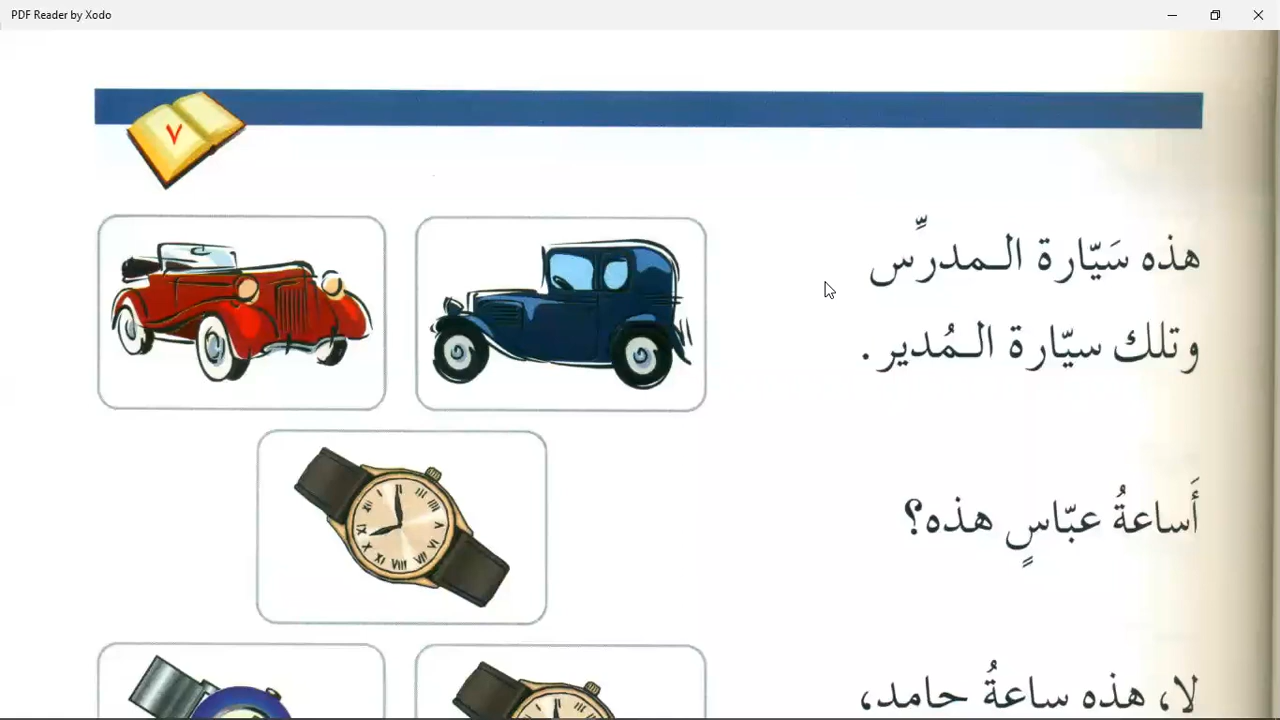 PDF Reader by Xodo
٧
هذه سَيّارة الـمدرِّس
وتلك سيّارة الـمُدير.
أَساعةُ عبّاسٍ هذه؟
لا، هذه ساعةُ حامد،